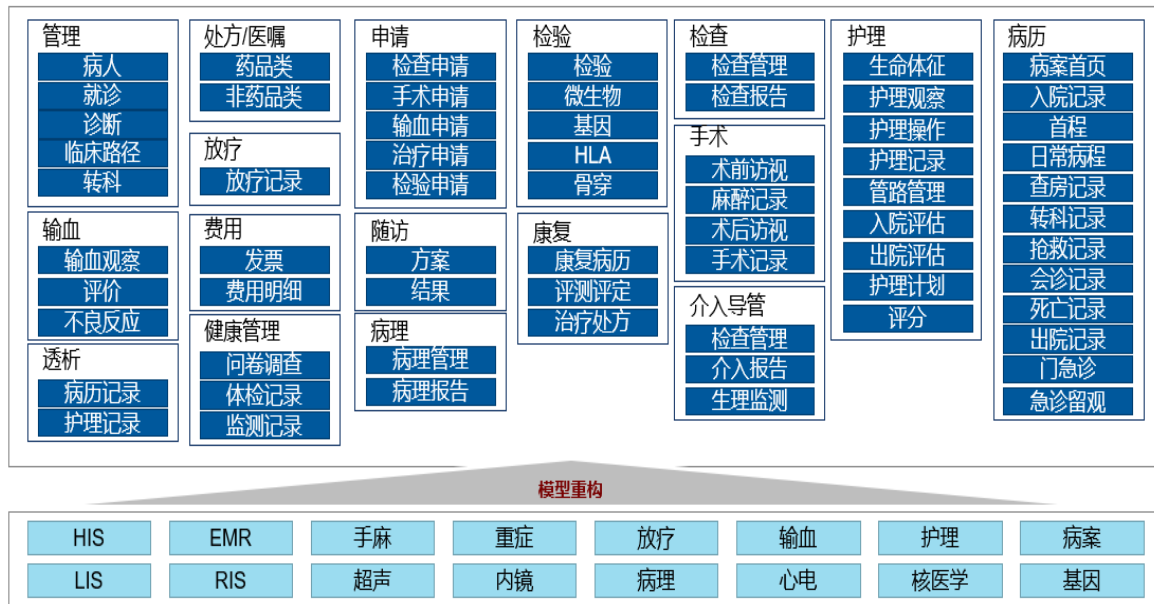 管理
病人
就诊
诊断
临床路径
转科
处方/医嘱
药品类
非药品类
放疗
放疗记录
申请
检查申请
手术申请
输血申请
治疗申请
检验申请
检验
检验
微生物
基因
HLA
骨穿
检查
检查管理
检查报告
手术
术前访视
麻醉记录
术后访视
手术记录
护理
生命体征
护理观察
护理操作
护理记录
管路管理
入院评估
出院评估
护理计划
评分
病历
病案首页
入院记录
首程
日常病程
查房记录
转科记录
抢救记录
会诊记录
死亡记录
出院记录
门急诊
急诊留观
输血
输血观察
评价
不良反应
费用
发票
费用明细
随访
方案
结果
康复
康复病历
评测评定
治疗处方
介入导管
检查管理
介入报告
生理监测
透析
病历记录
护理记录
健康管理
问卷调查
体检记录
监测记录
病理
病理管理
病理报告
模型重构
HIS
EMR
手麻
重症
放疗
输血
护理
病案
LIS
RIS
超声
内镜
病理
心电
核医学
基因